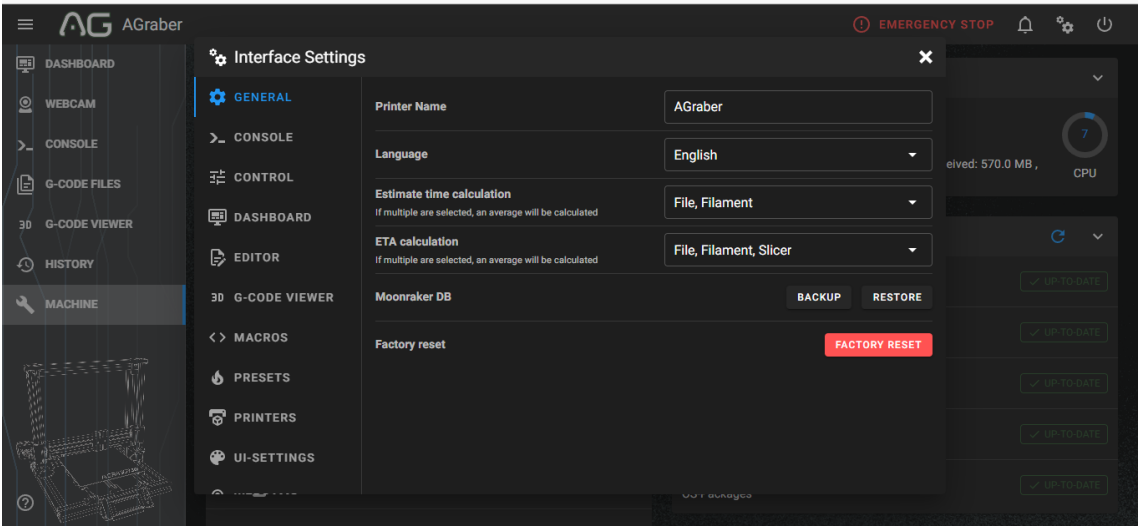 AG AGraber
EMERGENCY STOP
DASHBOARD
WEBCAM
CONSOLE
G-CODE FILES
3D G-CODE VIEWER
HISTORY
MACHINE
Interface Settings
GENERAL
CONSOLE
CONTROL
DASHBOARD
EDITOR
3D G-CODE VIEWER
MACROS
PRESETS
PRINTERS
UI-SETTINGS
Printer Name
AGraber
Language
English
Estimate time calculation
If multiple are selected, an average will be calculated
File, Filament
ETA calculation
If multiple are selected, an average will be calculated
File, Filament, Slicer
Moonraker DB
BACKUP
RESTORE
Factory reset
FACTORY RESET
7
eived: 570.0 MB ,
CPU
UP-TO-DATE
UP-TO-DATE
UP-TO-DATE
UP-TO-DATE
UP-TO-DATE
OS Packages